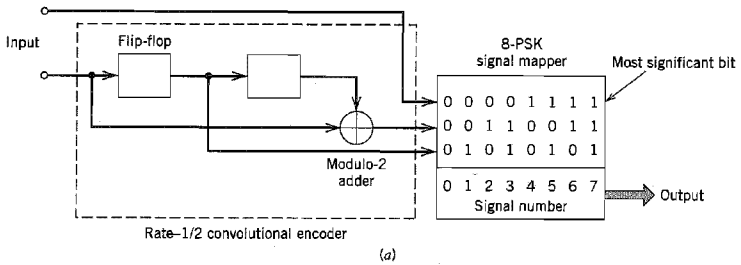 Input
Flip-flop
8-PSK
signal mapper
Most significant bit
0 0 0 0 1 1 1 1
0 0 1 1 0 0 1 1
0 1 0 1 0 1 0 1
Modulo-2
adder
0 1 2 3 4 5 6 7
Signal number
Output
Rate–1/2 convolutional encoder
(a)